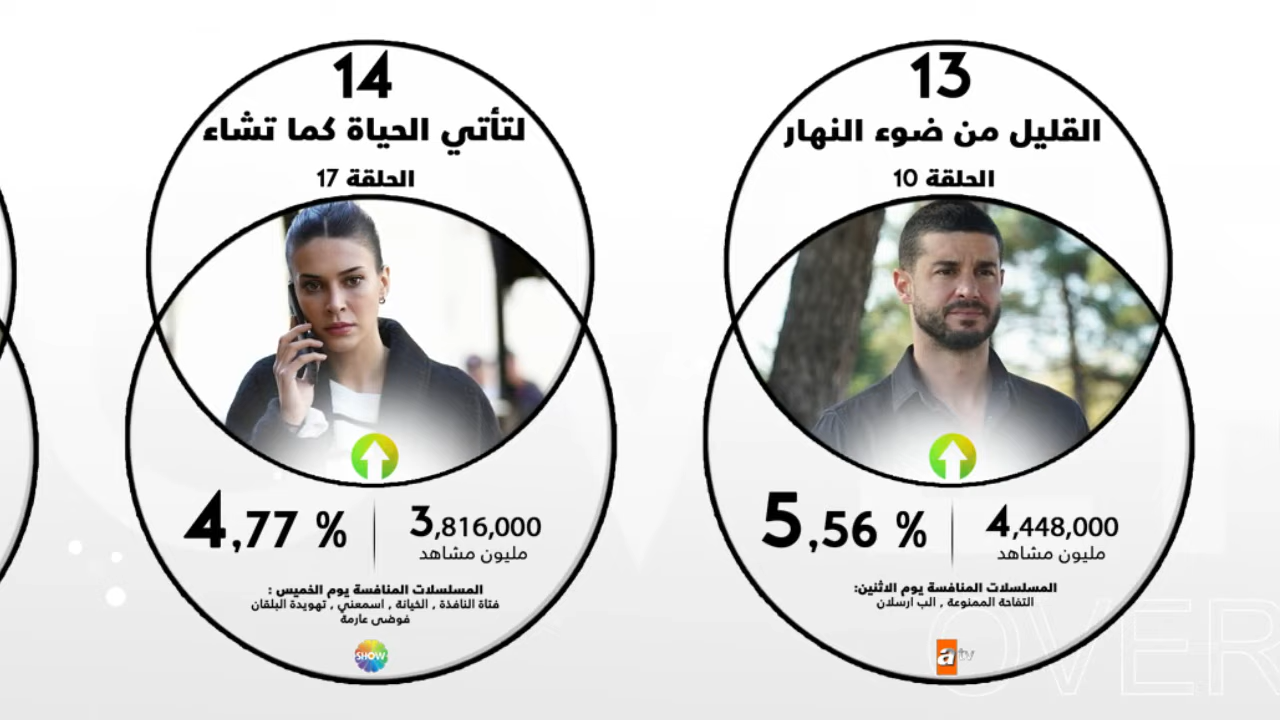 13
القليل من ضوء النهار
الحلقة 10
5,56 %
4,448,000
مليون مشاهد
المسلسلات المنافسة يوم الاثنين:
التفاحة الممنوعة , الب ارسلان
atv
14
لتأتي الحياة كما تشاء
الحلقة 17
4,77 %
3,816,000
مليون مشاهد
المسلسلات المنافسة يوم الخميس :
فتاة النافذة , الخيانة , اسمعني , تهويدة البلقان
فوضى عارمة
SHOW
OVER